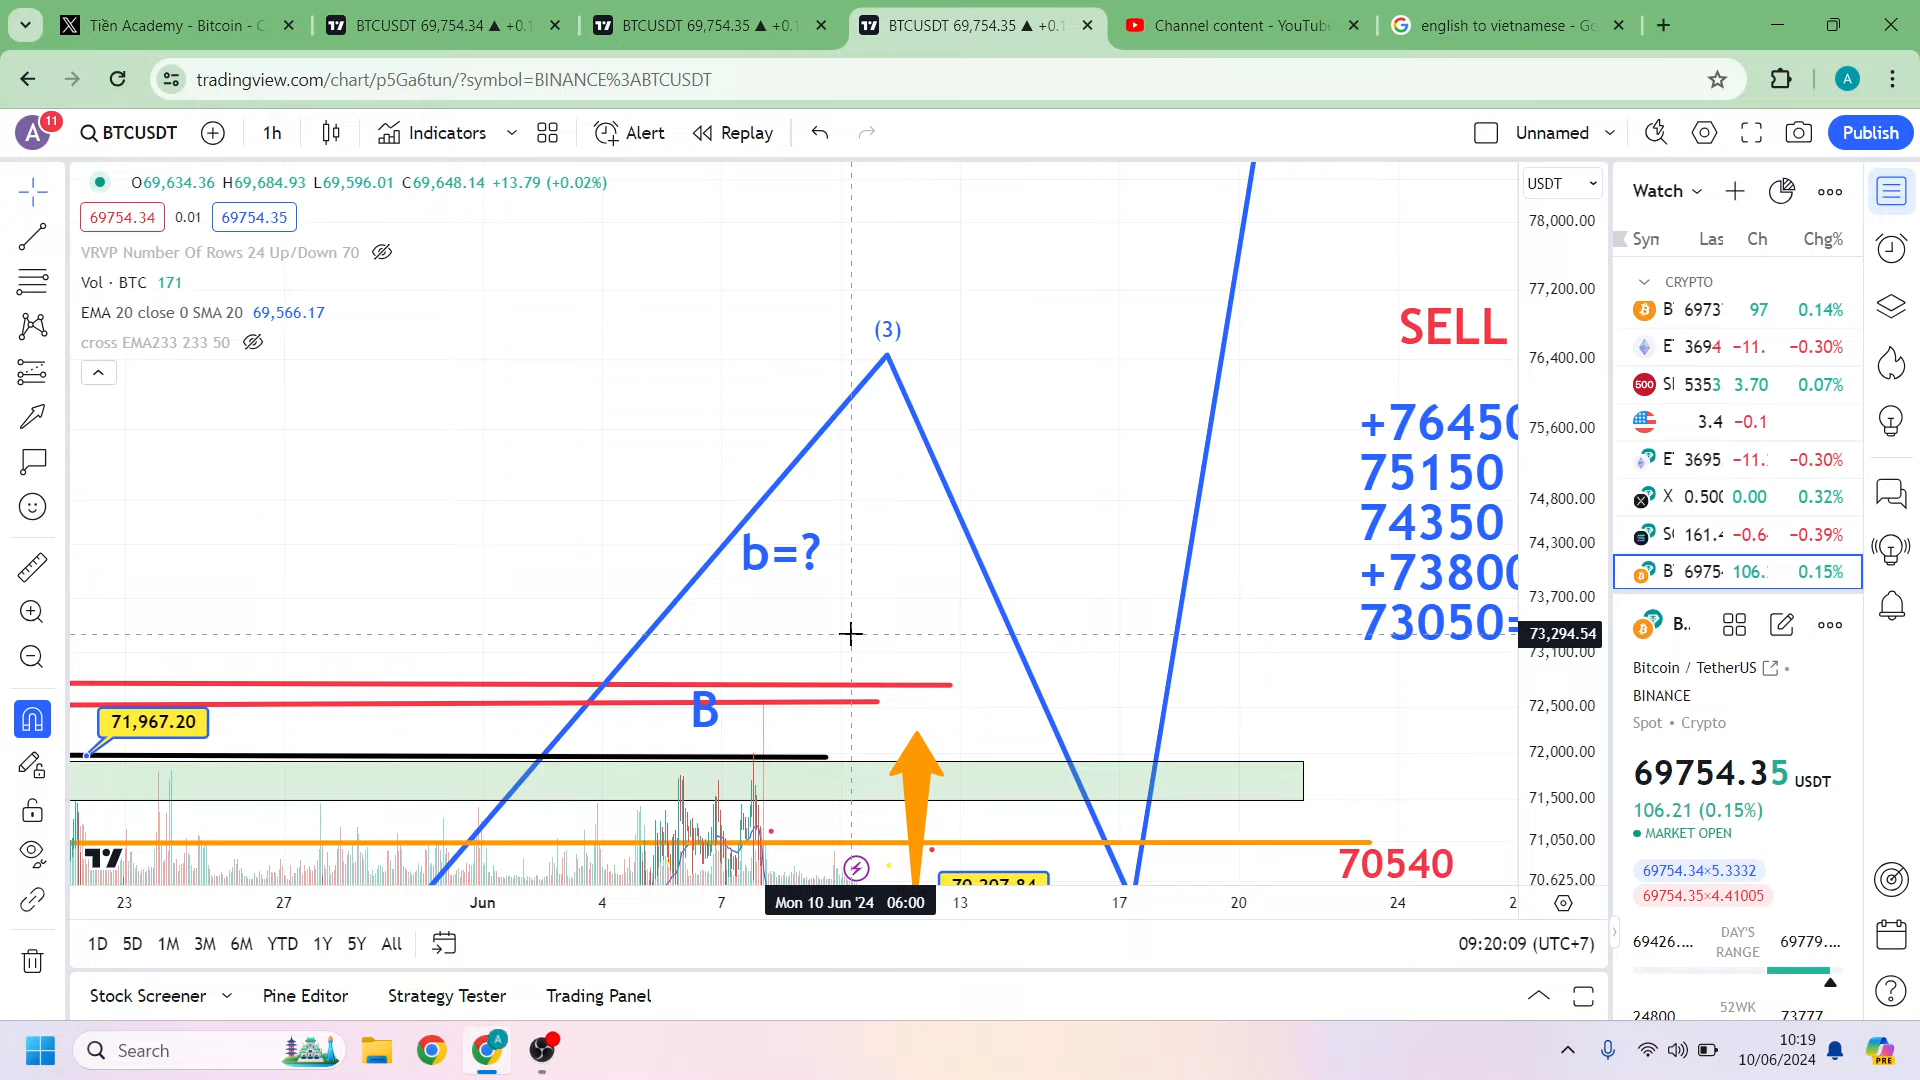 Tiền Academy - Bitcoin - C
BTCUSDT 69,754.34 ▲ +0.1
BTCUSDT 69,754.35 ▲ +0.1
BTCUSDT 69,754.35 ▲ +0.1
Channel content - YouTube
english to vietnamese - Go
tradingview.com/chart/p5Ga6tun/?symbol=BINANCE%3ABTCUSDT
A
A 11 BTCUSDT 1h Indicators Alert Replay Unnamed Publish
O69,634.36 H69,684.93 L69,596.01 C69,648.14 +13.79 (+0.02%)
69754.34 0.01 69754.35
VRVP Number Of Rows 24 Up/Down 70
Vol · BTC 171
EMA 20 close 0 SMA 20 69,566.17
cross EMA233 233 50
(3)
b=?
B
71,967.20
SELL
+76450
75150
74350
+73800
73050=
70540
USDT
78,000.00
77,200.00
76,400.00
75,600.00
74,800.00
74,300.00
73,700.00
73,294.54
73,100.00
72,500.00
72,000.00
71,500.00
71,050.00
70,625.00
70,207.84
23 27 Jun 4 7 Mon 10 Jun '24 06:00 13 17 20 24 2
1D 5D 1M 3M 6M YTD 1Y 5Y All
09:20:09 (UTC+7)
Stock Screener Pine Editor Strategy Tester Trading Panel
Watch
Syn Las Ch Chg%
CRYPTO
B 6973 97 0.14%
E 3694 −11. −0.30%
500 S 5353 3.70 0.07%
3.4 −0.1
E 3695 −11. −0.30%
X 0.500 0.00 0.32%
S 161.4 −0.6 −0.39%
B 6975 106. 0.15%
B..
Bitcoin / TetherUS
BINANCE
Spot • Crypto
69754.35 USDT
106.21 (0.15%)
MARKET OPEN
69754.34×5.3332
69754.35×4.41005
69426.... DAY'S RANGE 69779....
24800 52WK 73777
Search
10:19
10/06/2024
PRE